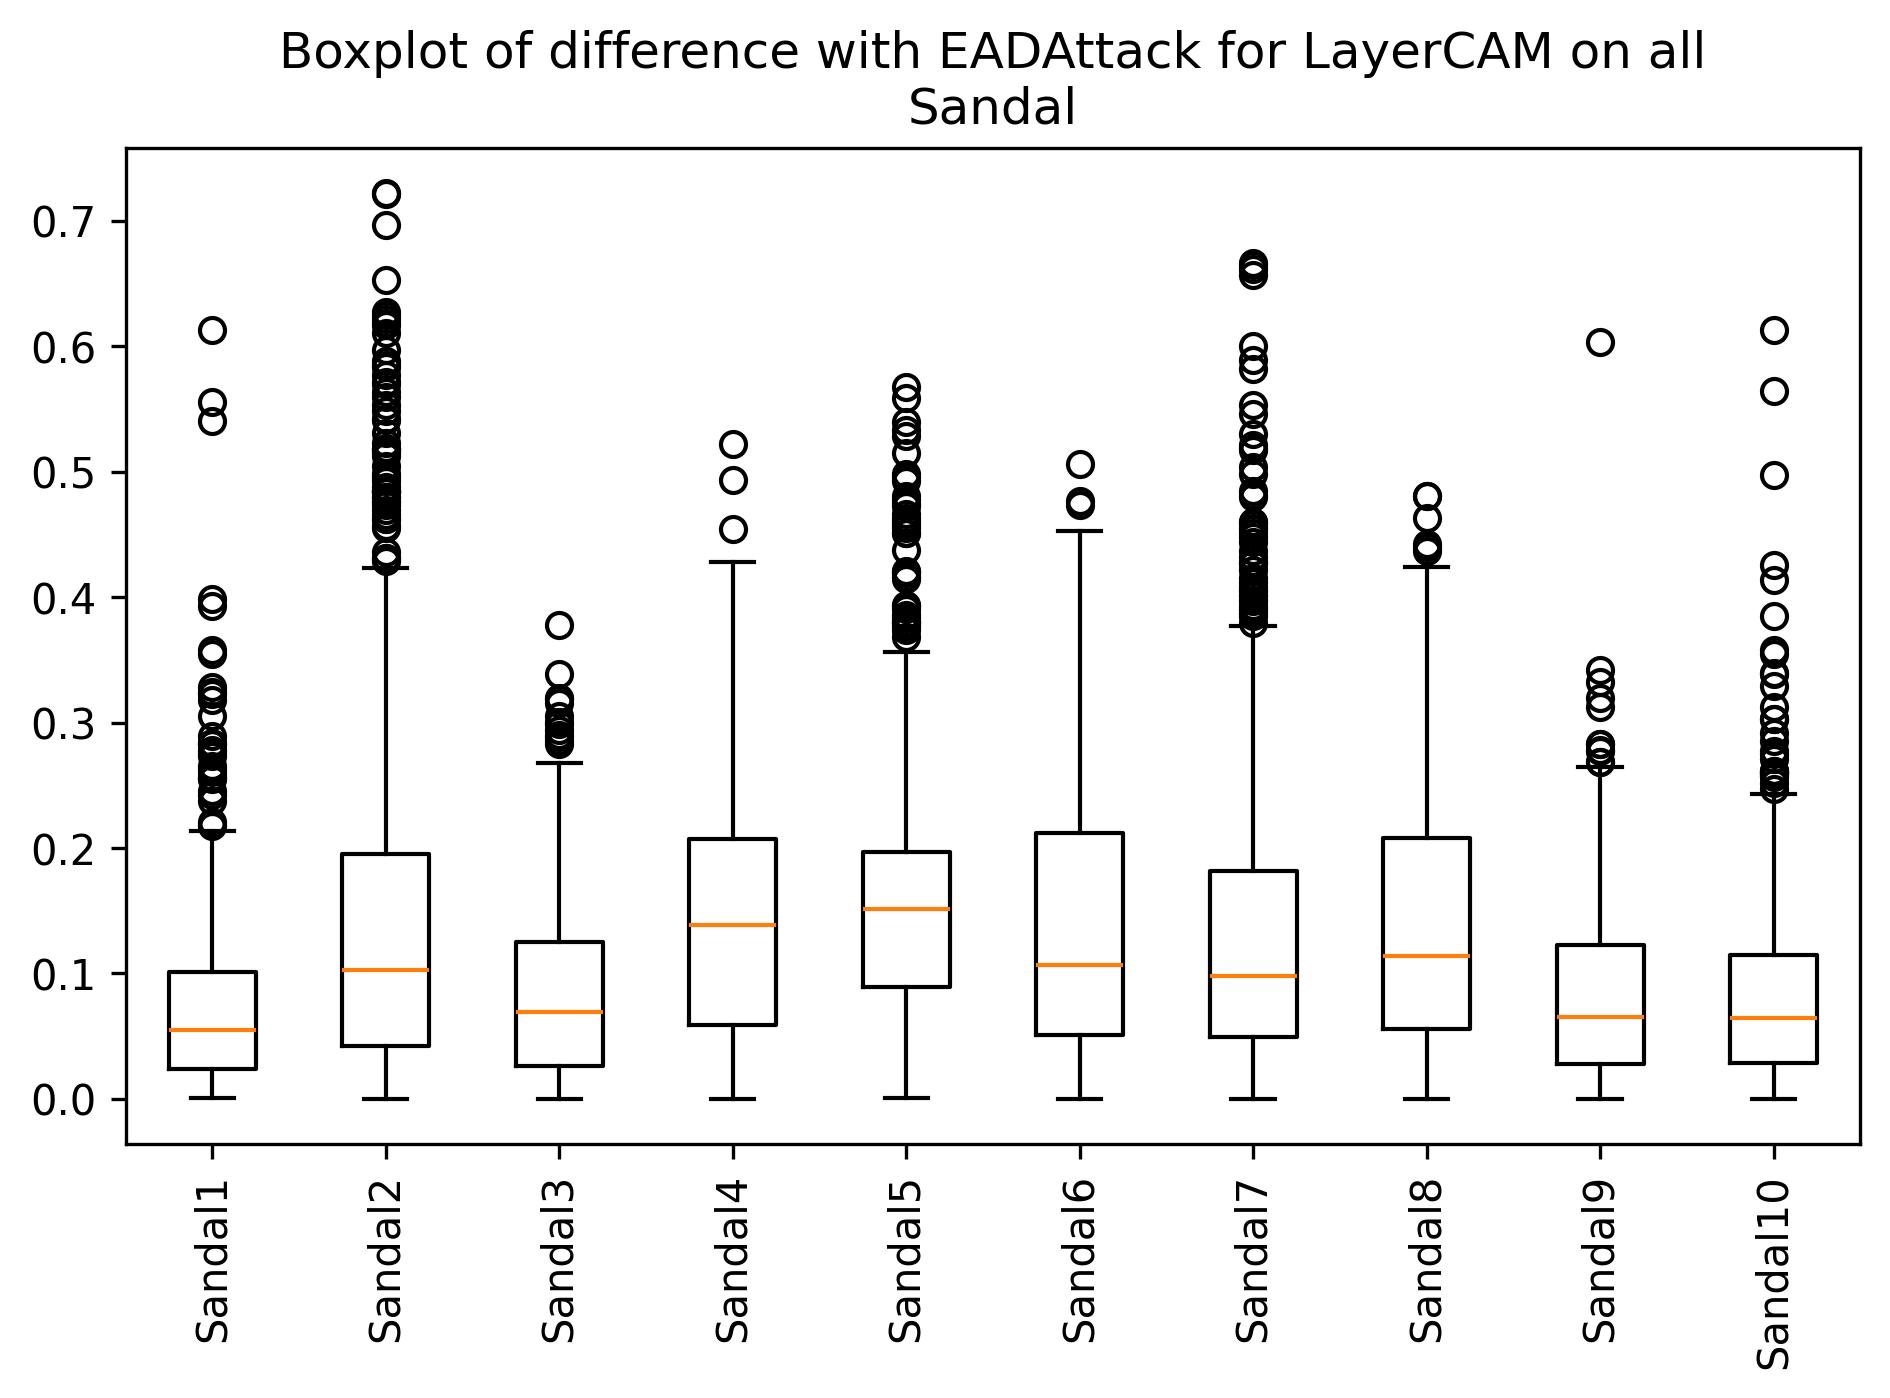 Boxplot of difference with EADAttack for LayerCAM on all
Sandal
0.7
0.6
0.5
0.4
0.3
0.2
0.1
0.0
Sandal1
Sandal2
Sandal3
Sandal4
Sandal5
Sandal6
Sandal7
Sandal8
Sandal9
Sandal10